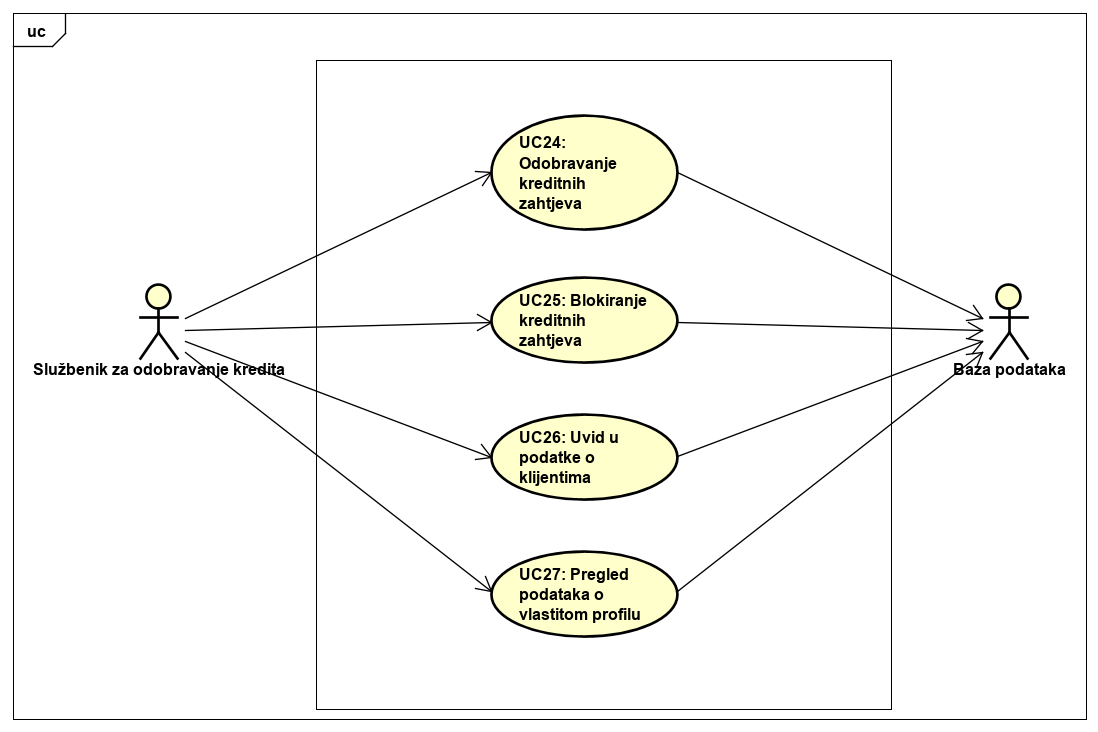 uc
UC24:
Odobravanje
kreditnih
zahtjeva
UC25: Blokiranje
kreditnih
zahtjeva
Službenik za odobravanje kredita
Baza podataka
UC26: Uvid u
podatke o
klijentima
UC27: Pregled
podataka o
vlastitom profilu